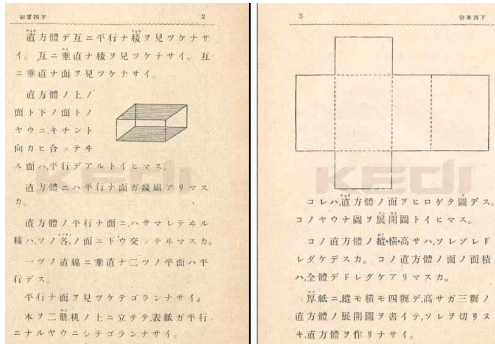 初算四下
2
直方體デ互ニ平行ナ稜ヲ見ツケナサ
イ。互ニ垂直ナ稜ヲ見ツケナサイ。互
ニ垂直ナ面ヲ見ツケナサイ。
直方體ノ上ノ
面ト下ノ面トノ
ヤウニキチント
向カヒ合ッテヰ
ル面ハ,平行デアルトイヒマス。
直方體ニハ平行ナ面ガ幾組アリマス
カ。
直方體ノ平行ナ面ニ,ハサマレテヰル
稜ハ,ソノ各ノ面ニドウ交ッテヰマスカ。
一ツノ直線ニ垂直ナ二ツノ平面ハ平
行デス。
平行ナ面ヲ見ツケテゴランナサイ。
本ヲ二冊机ノ上ニ立テテ,表紙ガ平行
ニナルヤウニシテゴランナサイ。
3
初算四下
コレハ,直方體ノ面ヲヒロゲタ圖デス。
コノヤウナ圖ヲ展開圖トイヒマス。
コノ直方體ノ縱・橫・高サハ,ソレゾレド
レダケデスカ。コノ直方體ノ面ノ面積
ハ,全體デドレダケアリマスカ。
厚紙ニ,縱モ橫モ四糎デ,高サガ三糎ノ
直方體ノ展開圖ヲ書イテ,ソレヲ切リヌ
キ,直方體ヲ作リナサイ。
KEDI
KEDI